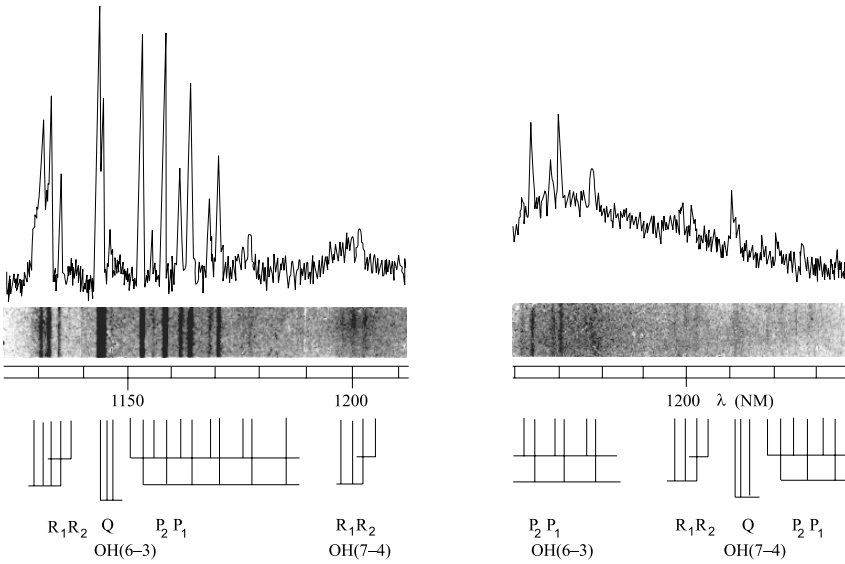 1150 1200
R1R2 Q P2 P1 R1R2
OH(6–3) OH(7–4)
1200 λ (NM)
P2 P1 R1R2 Q P2 P1
OH(6–3) OH(7–4)